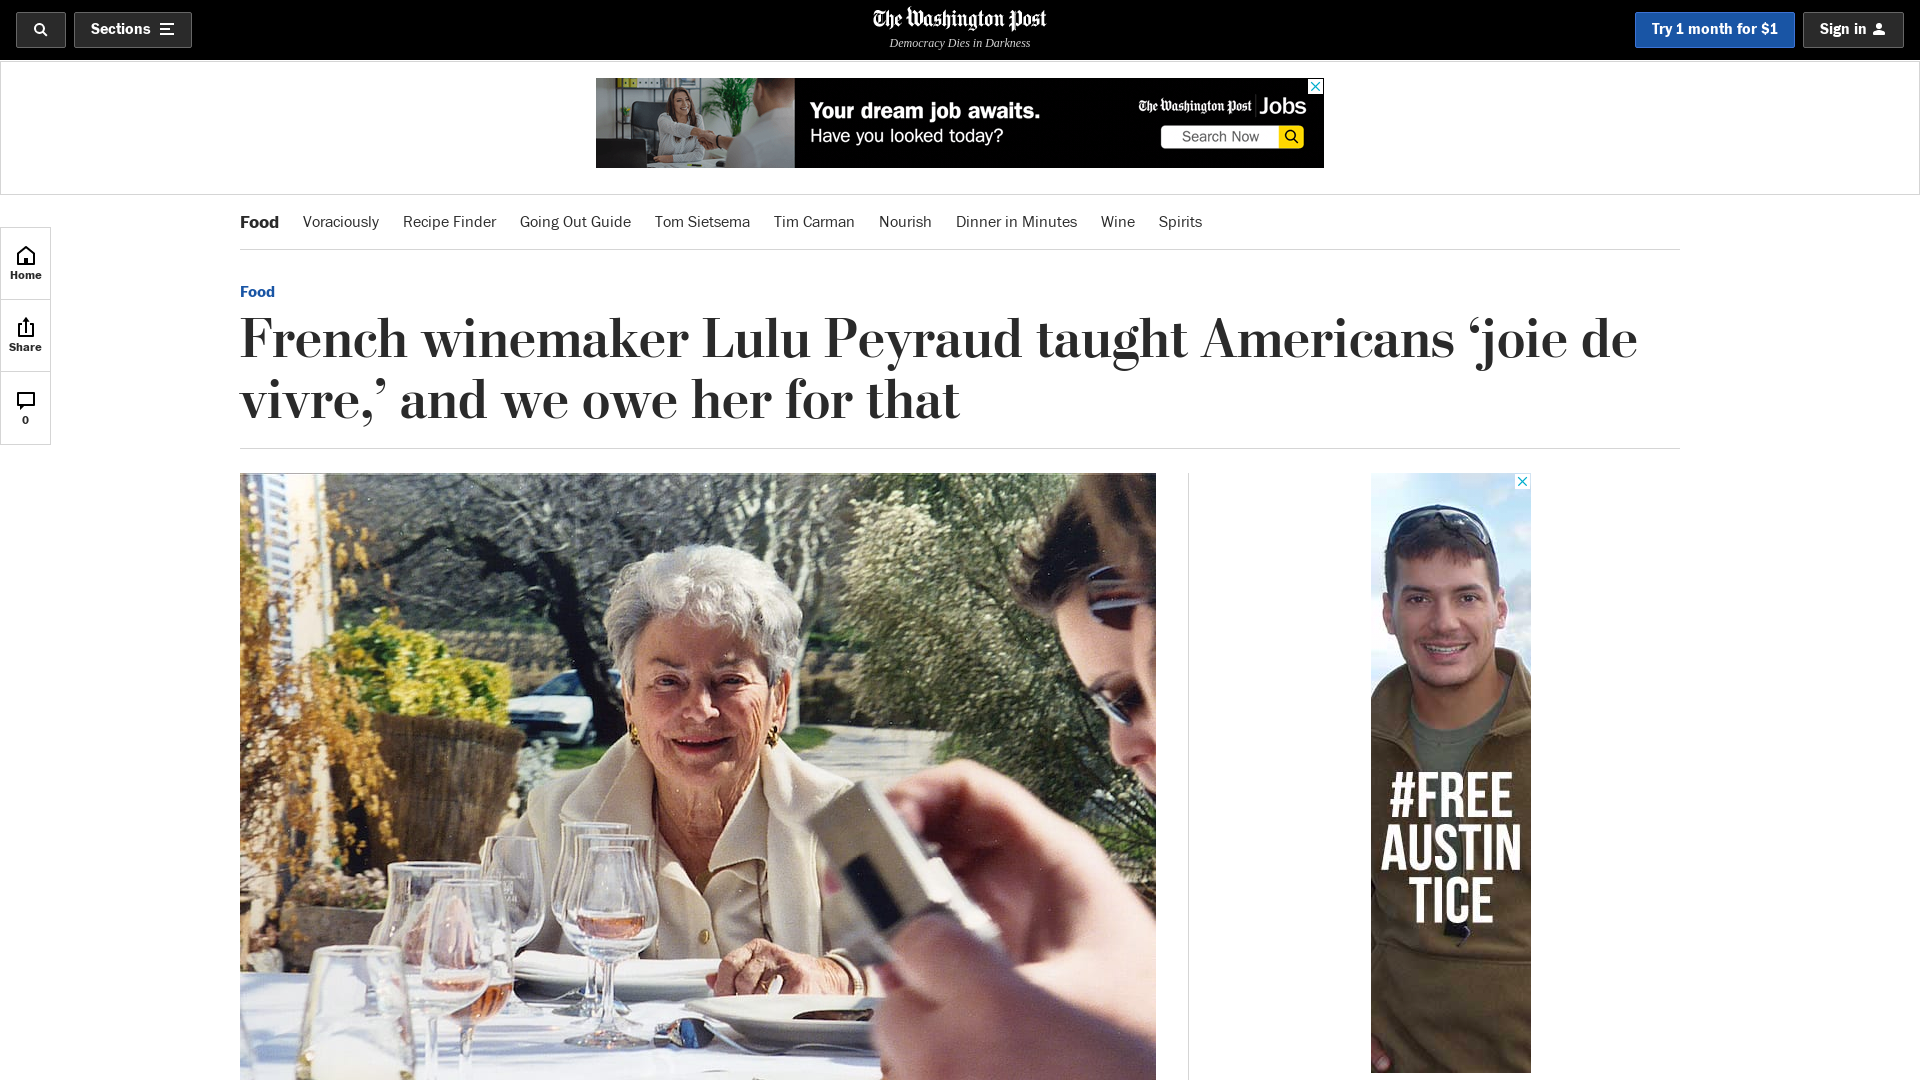 Sections
The Washington Post
Democracy Dies in Darkness
Try 1 month for $1
Sign in
Your dream job awaits.
Have you looked today?
The Washington Post Jobs
Search Now
Food Voraciously Recipe Finder Going Out Guide Tom Sietsema Tim Carman Nourish Dinner in Minutes Wine Spirits
Home
Share
0
Food
French winemaker Lulu Peyraud taught Americans ‘joie de
vivre,’ and we owe her for that
#FREE
AUSTIN
TICE